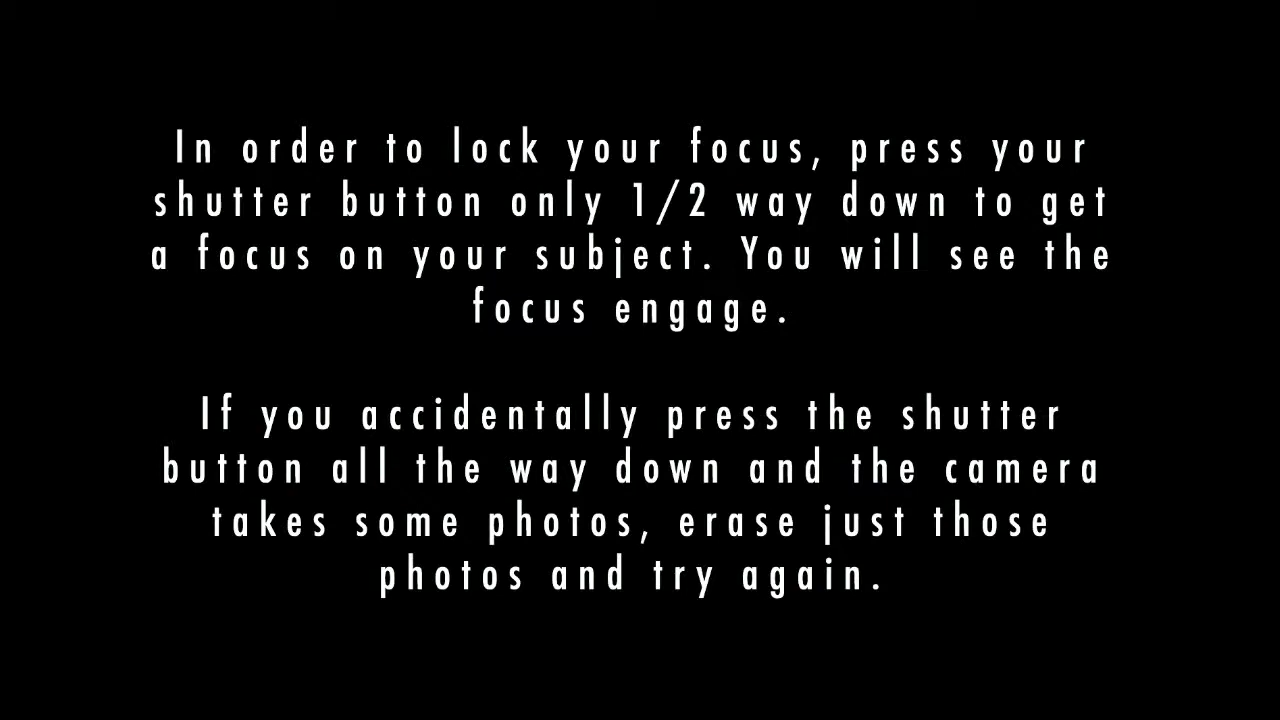 In order to lock your focus, press your
shutter button only 1/2 way down to get
a focus on your subject. You will see the
focus engage.
If you accidentally press the shutter
button all the way down and the camera
takes some photos, erase just those
photos and try again.